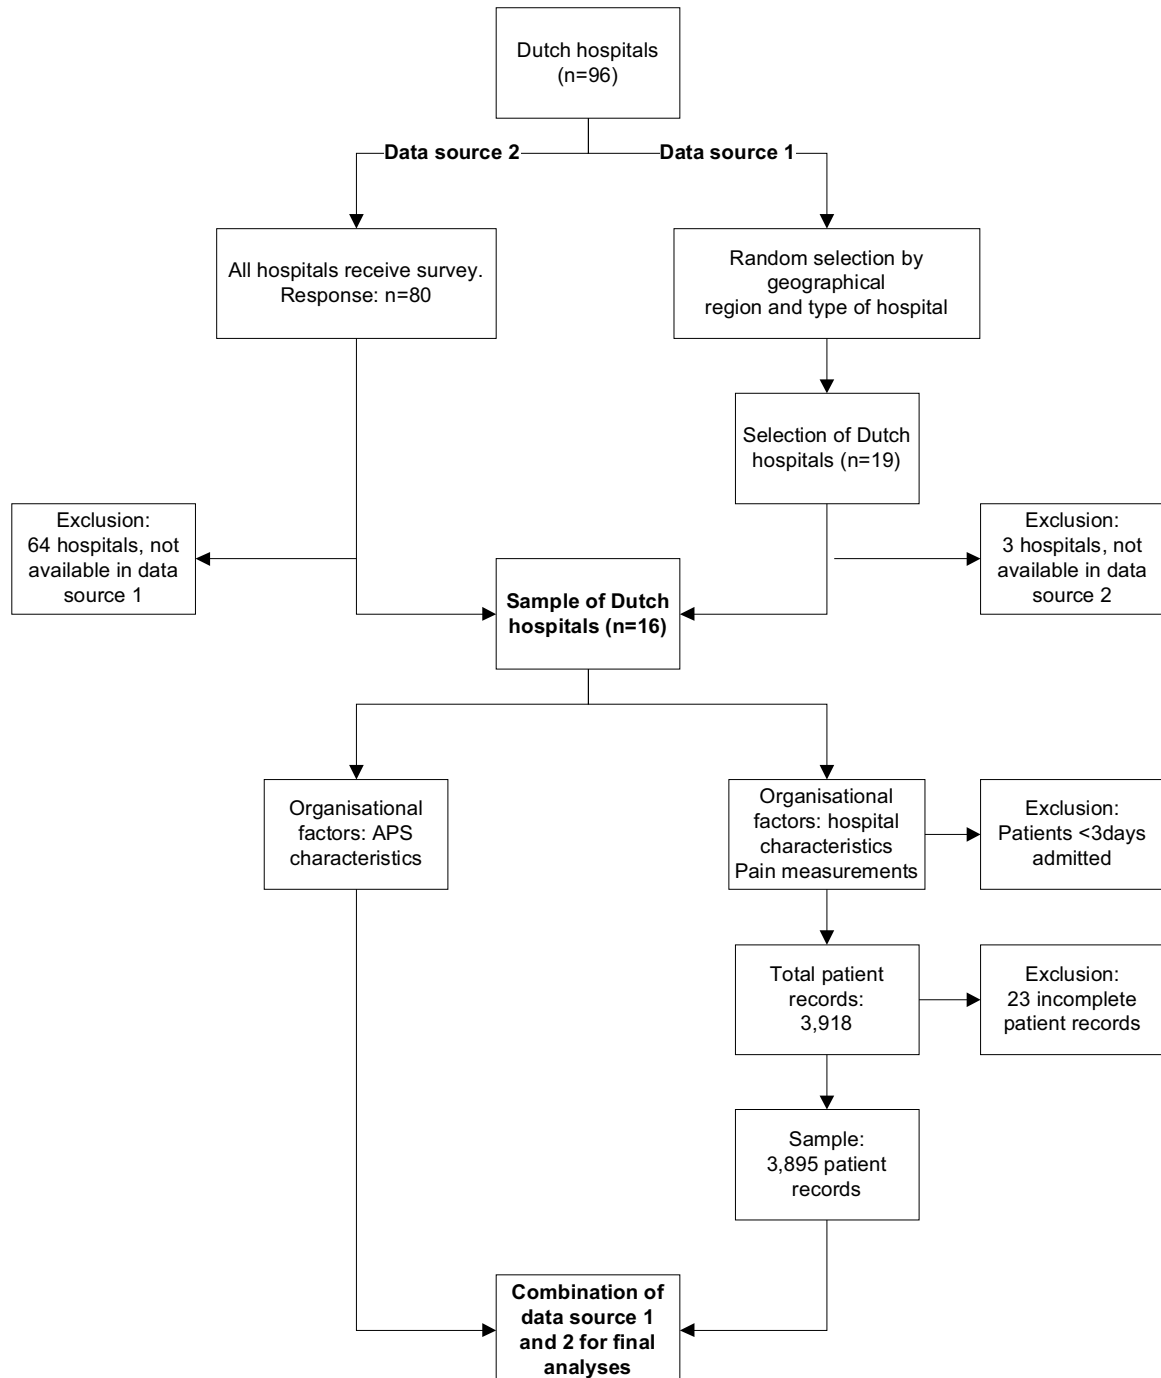 Dutch hospitals
(n=96)
Data source 2
Data source 1
All hospitals receive survey.
Response: n=80
Random selection by
geographical
region and type of hospital
Selection of Dutch
hospitals (n=19)
Exclusion:
64 hospitals, not
available in data
source 1
Exclusion:
3 hospitals, not
available in data
source 2
Sample of Dutch
hospitals (n=16)
Organisational
factors: APS
characteristics
Organisational
factors: hospital
characteristics
Pain measurements
Exclusion:
Patients <3days
admitted
Total patient
records:
3,918
Exclusion:
23 incomplete
patient records
Sample:
3,895 patient
records
Combination of
data source 1
and 2 for final
analyses